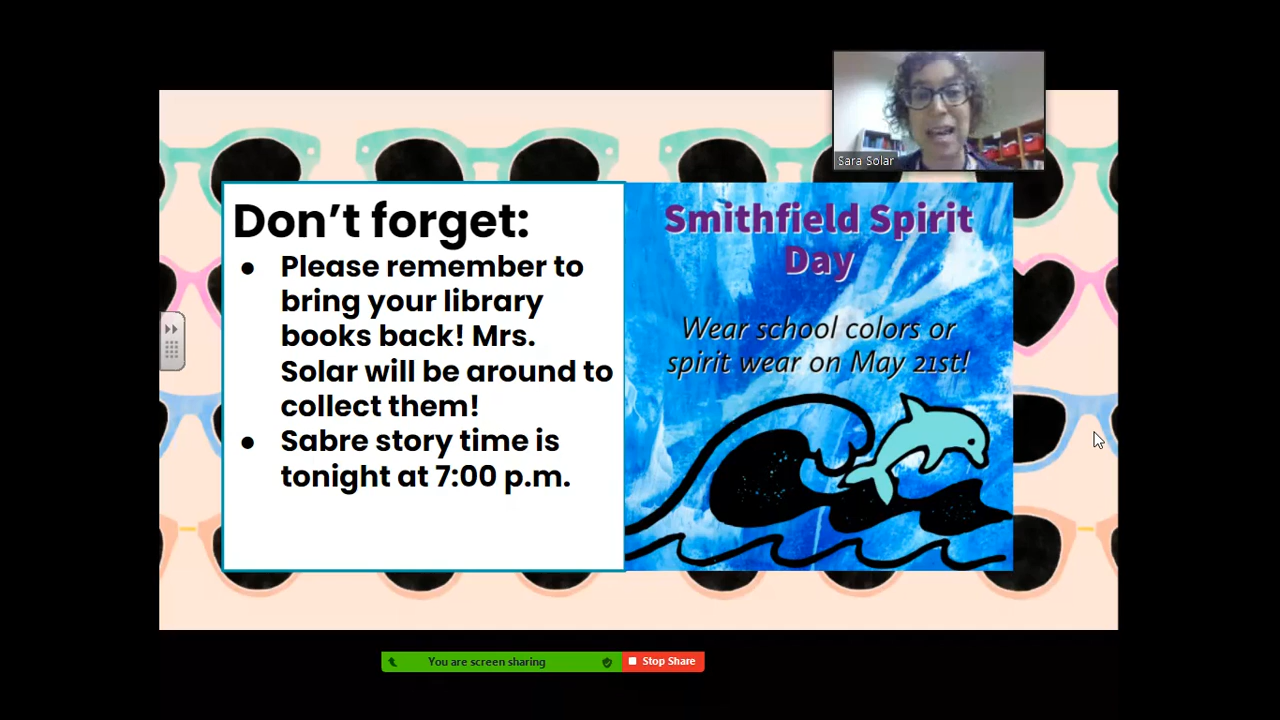 Sara Solar
Don't forget:
● Please remember to
bring your library
books back! Mrs.
Solar will be around to
collect them!
● Sabre story time is
tonight at 7:00 p.m.
Smithfield Spirit
Day
Wear school colors or
spirit wear on May 21st!
You are screen sharing
Stop Share